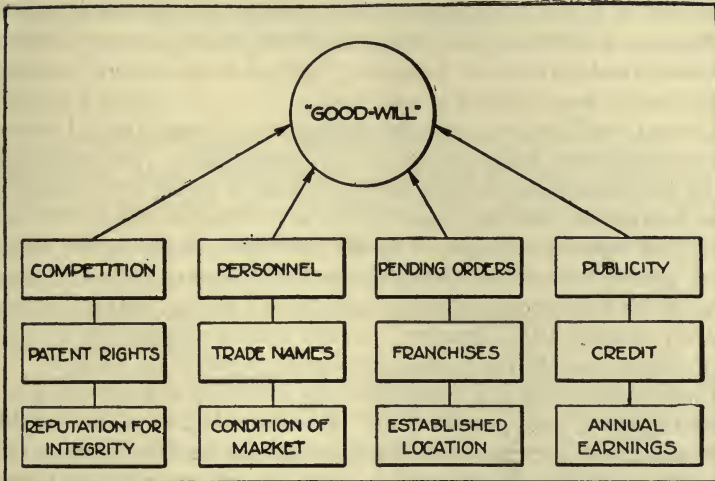 "GOOD-WILL"
COMPETITION
PERSONNEL
PENDING ORDERS
PUBLICITY
PATENT RIGHTS
TRADE NAMES
FRANCHISES
CREDIT
REPUTATION FOR
INTEGRITY
CONDITION OF
MARKET
ESTABLISHED
LOCATION
ANNUAL
EARNINGS